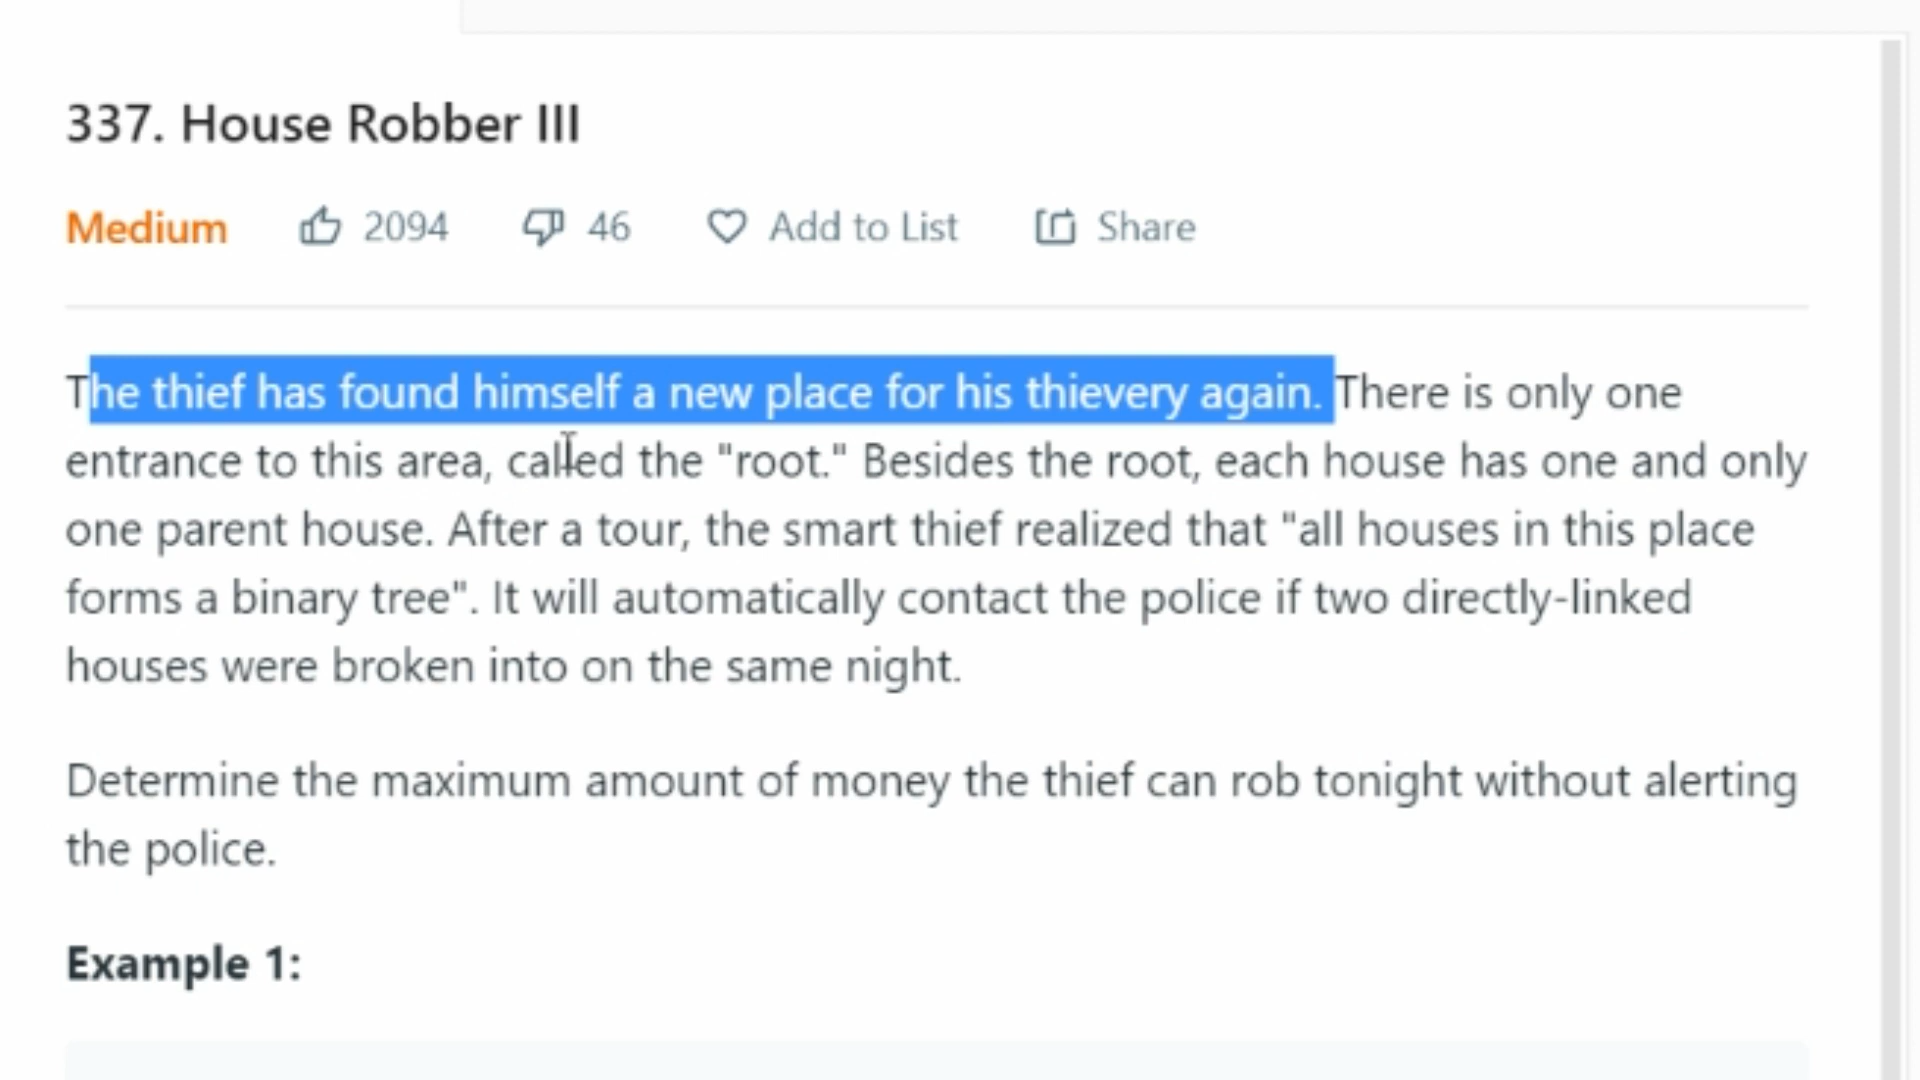 337. House Robber III
Medium 2094 46 Add to List Share
The thief has found himself a new place for his thievery again. There is only one
entrance to this area, called the "root." Besides the root, each house has one and only
one parent house. After a tour, the smart thief realized that "all houses in this place
forms a binary tree". It will automatically contact the police if two directly-linked
houses were broken into on the same night.
Determine the maximum amount of money the thief can rob tonight without alerting
the police.
Example 1: